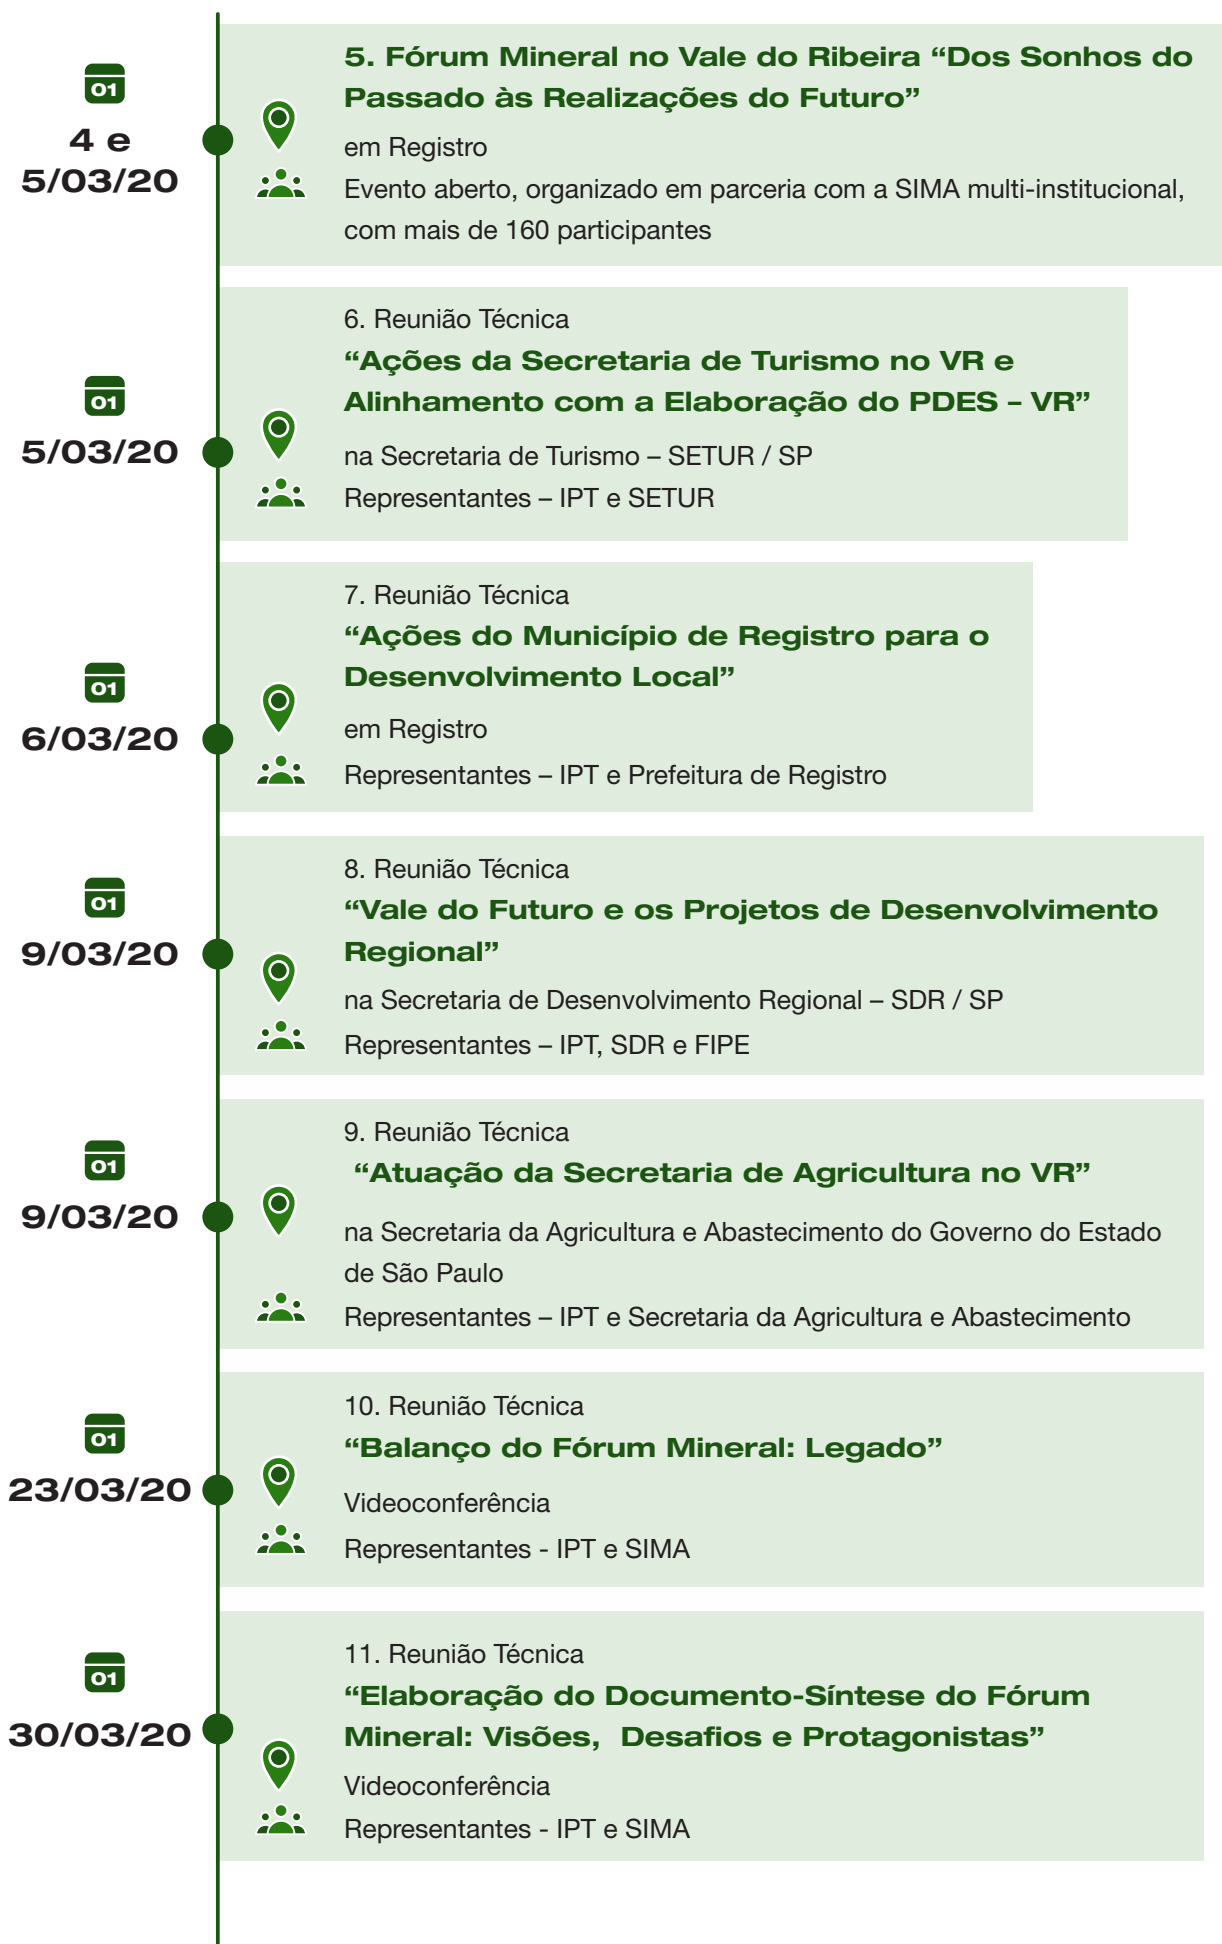 01
4 e
5/03/20
5. Fórum Mineral no Vale do Ribeira “Dos Sonhos do
Passado às Realizações do Futuro”
em Registro
Evento aberto, organizado em parceria com a SIMA multi-institucional,
com mais de 160 participantes
01
5/03/20
6. Reunião Técnica
“Ações da Secretaria de Turismo no VR e
Alinhamento com a Elaboração do PDES – VR”
na Secretaria de Turismo – SETUR / SP
Representantes – IPT e SETUR
01
6/03/20
7. Reunião Técnica
“Ações do Município de Registro para o
Desenvolvimento Local”
em Registro
Representantes – IPT e Prefeitura de Registro
01
9/03/20
8. Reunião Técnica
“Vale do Futuro e os Projetos de Desenvolvimento
Regional”
na Secretaria de Desenvolvimento Regional – SDR / SP
Representantes – IPT, SDR e FIPE
01
9/03/20
9. Reunião Técnica
“Atuação da Secretaria de Agricultura no VR”
na Secretaria da Agricultura e Abastecimento do Governo do Estado
de São Paulo
Representantes – IPT e Secretaria da Agricultura e Abastecimento
01
23/03/20
10. Reunião Técnica
“Balanço do Fórum Mineral: Legado”
Videoconferência
Representantes - IPT e SIMA
01
30/03/20
11. Reunião Técnica
“Elaboração do Documento-Síntese do Fórum
Mineral: Visões,  Desafios e Protagonistas”
Videoconferência
Representantes - IPT e SIMA